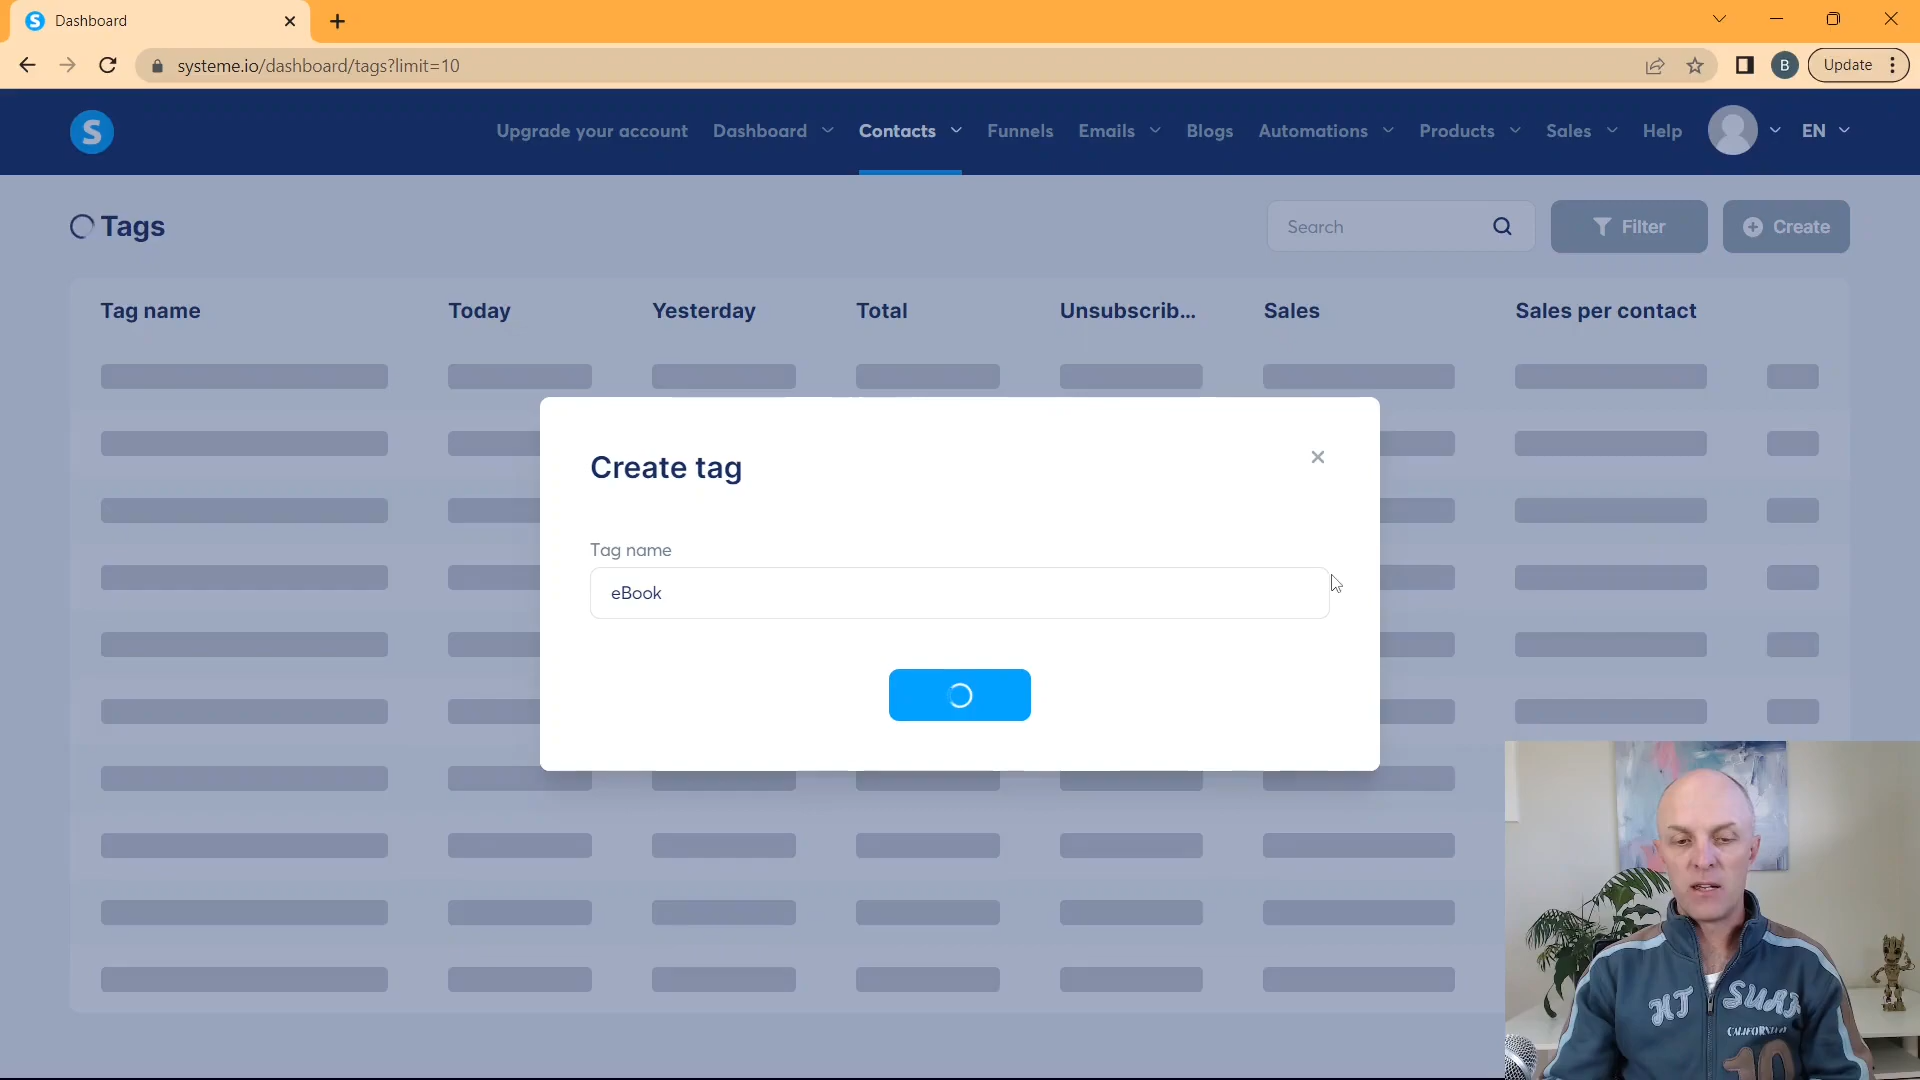 S Dashboard
systeme.io/dashboard/tags?limit=10
B
Update
S
Upgrade your account Dashboard Contacts Funnels Emails Blogs Automations Products Sales Help EN
Tags
Search
Filter
Create
Tag name Today Yesterday Total Unsubscrib... Sales Sales per contact
Create tag
Tag name
eBook
CALIFORNIA
10